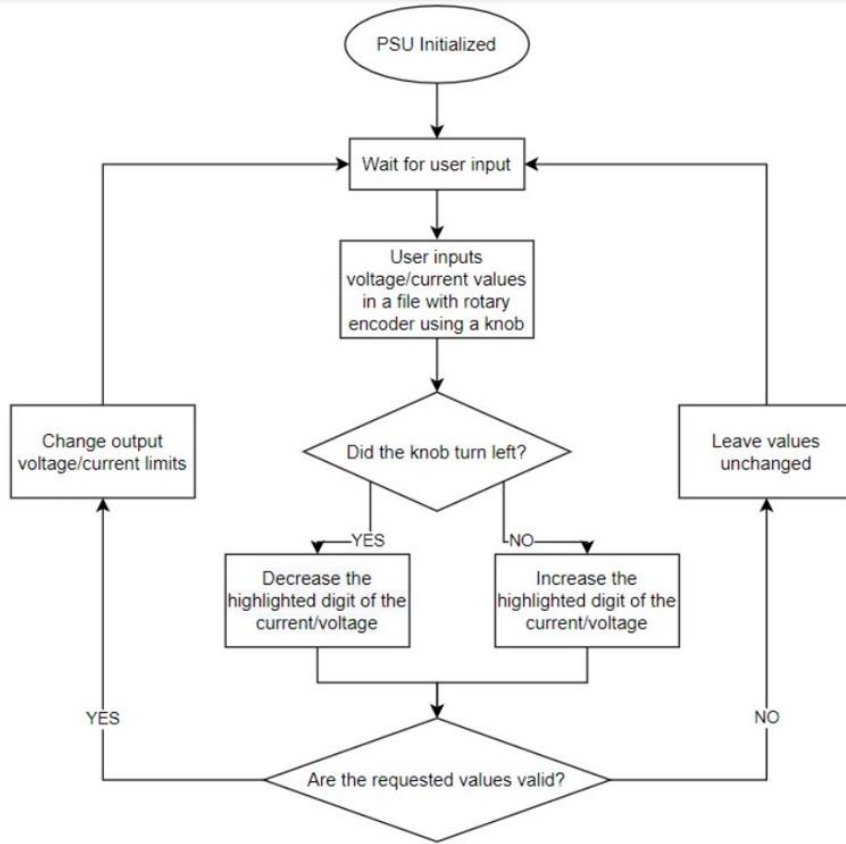 PSU Initialized
Wait for user input
User inputs
voltage/current values
in a file with rotary
encoder using a knob
Change output
voltage/current limits
Did the knob turn left?
Leave values
unchanged
YES
NO
Decrease the
highlighted digit of the
current/voltage
Increase the
highlighted digit of the
current/voltage
YES
NO
Are the requested values valid?